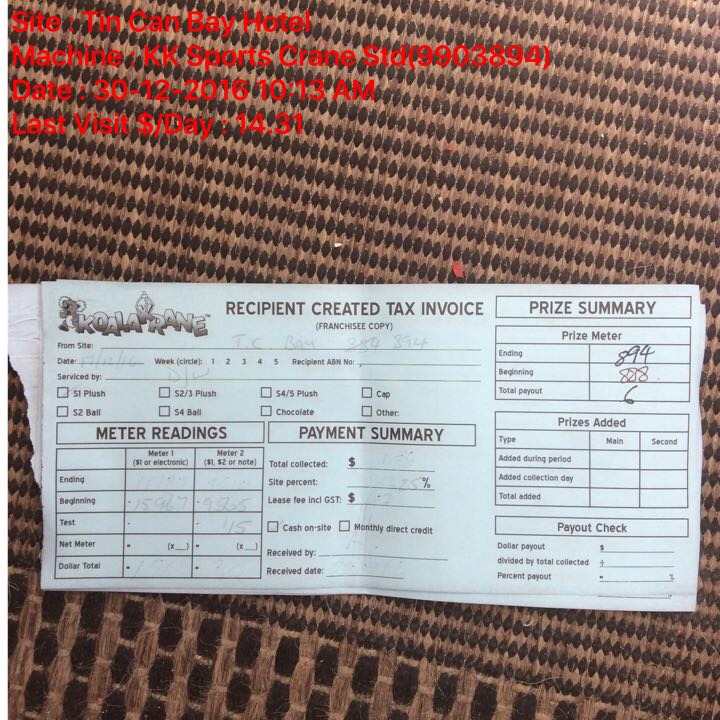 Site : Tin Can Bay Hotel
Machine : KK Sports Crane Std(9903894)
Date : 30-12-2016 10:13 AM
Last Visit $/Day : 14.31
KOALAKRANE™
RECIPIENT CREATED TAX INVOICE
(FRANCHISEE COPY)
From Site: T.C. Bay 894
Date: Week (circle): 1 2 3 4 5 Recipient ABN No:
Serviced by:
S1 Plush S2/3 Plush S4/5 Plush Cap
S2 Ball S4 Ball Chocolate Other:
METER READINGS
Meter 1 ($1 or electronic) Meter 2 ($1, $2 or note)
Ending
Beginning 15967 9565
Test - - 15
Net Meter = (x__) = (x__)
Dollar Total = =
PAYMENT SUMMARY
Total collected: $
Site percent: %
Lease fee incl GST: $
Cash on-site Monthly direct credit
Received by:
Received date:
PRIZE SUMMARY
Prize Meter
Ending 894
Beginning 888
Total payout 6
Prizes Added
Type Main Second
Added during period
Added collection day
Total added
Payout Check
Dollar payout $
divided by total collected ÷
Percent payout = %